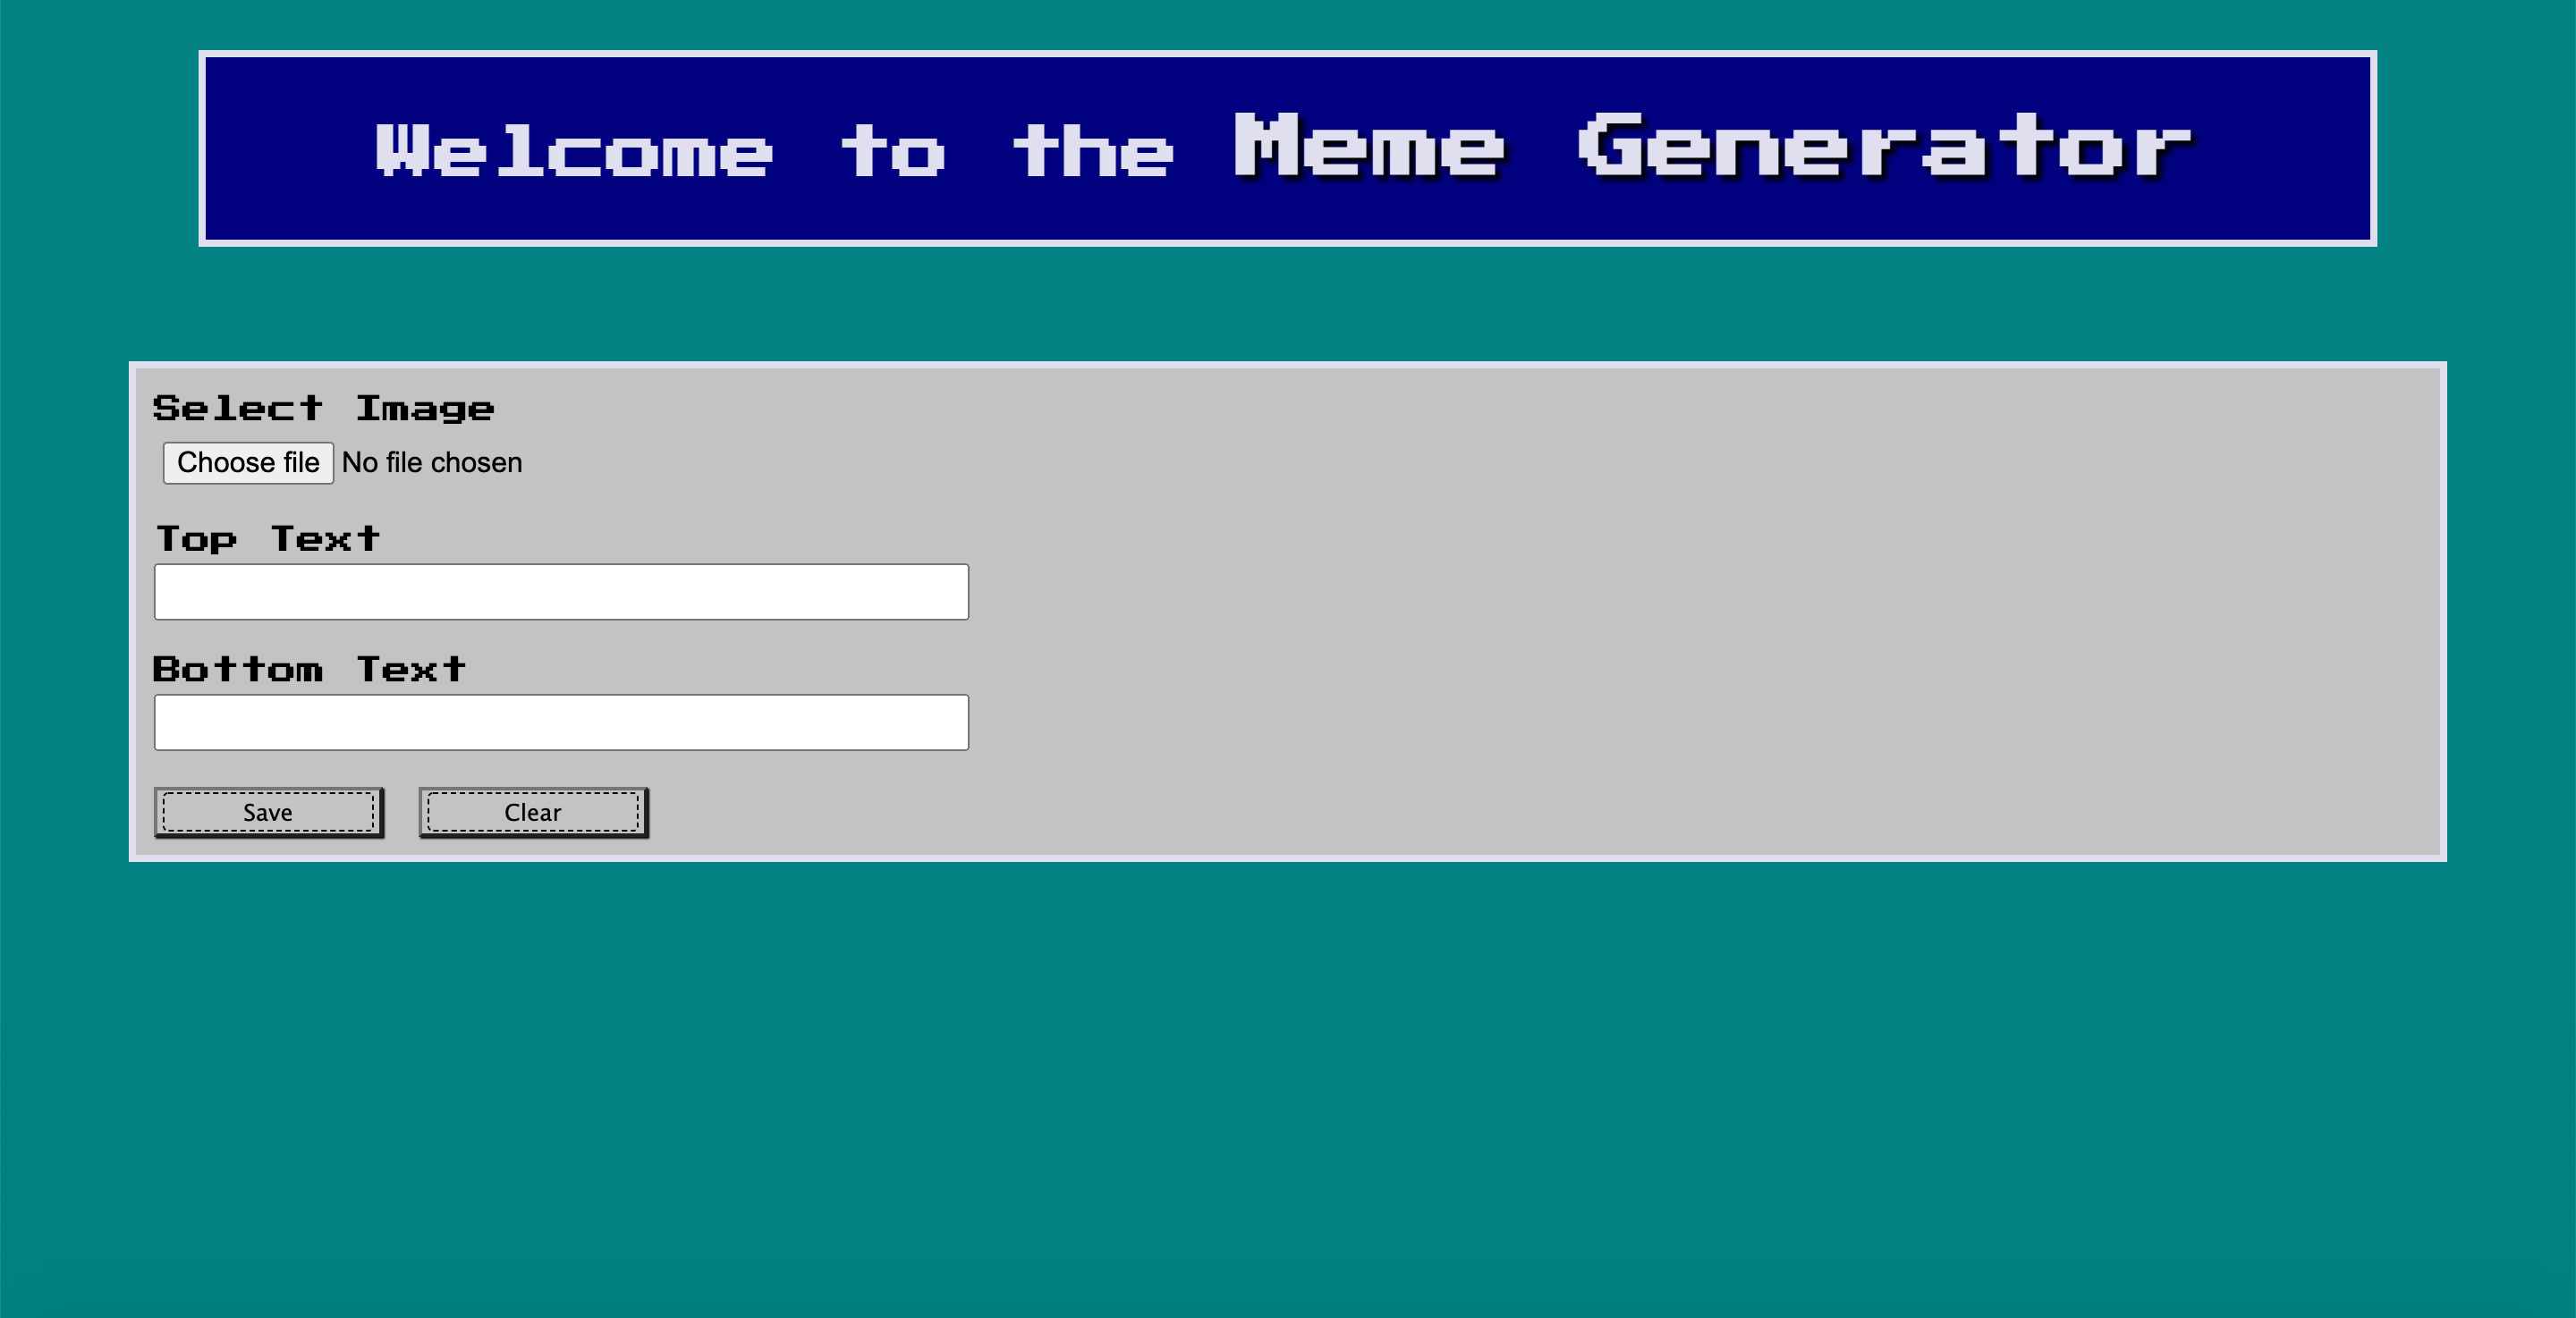 Welcome to the Meme Generator
Select Image
Choose file No file chosen
Top Text
Bottom Text
Save Clear